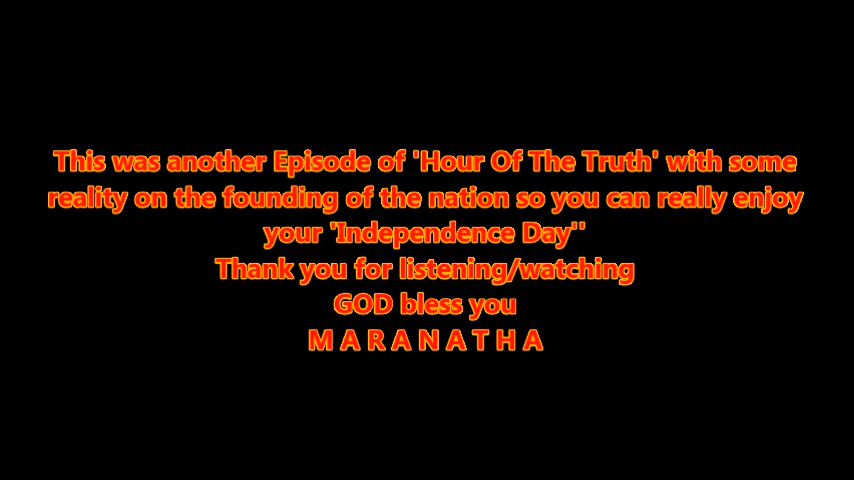 This was another Episode of 'Hour Of The Truth' with some
reality on the founding of the nation so you can really enjoy
your 'Independence Day''
Thank you for listening/watching
GOD bless you
M A R A N A T H A